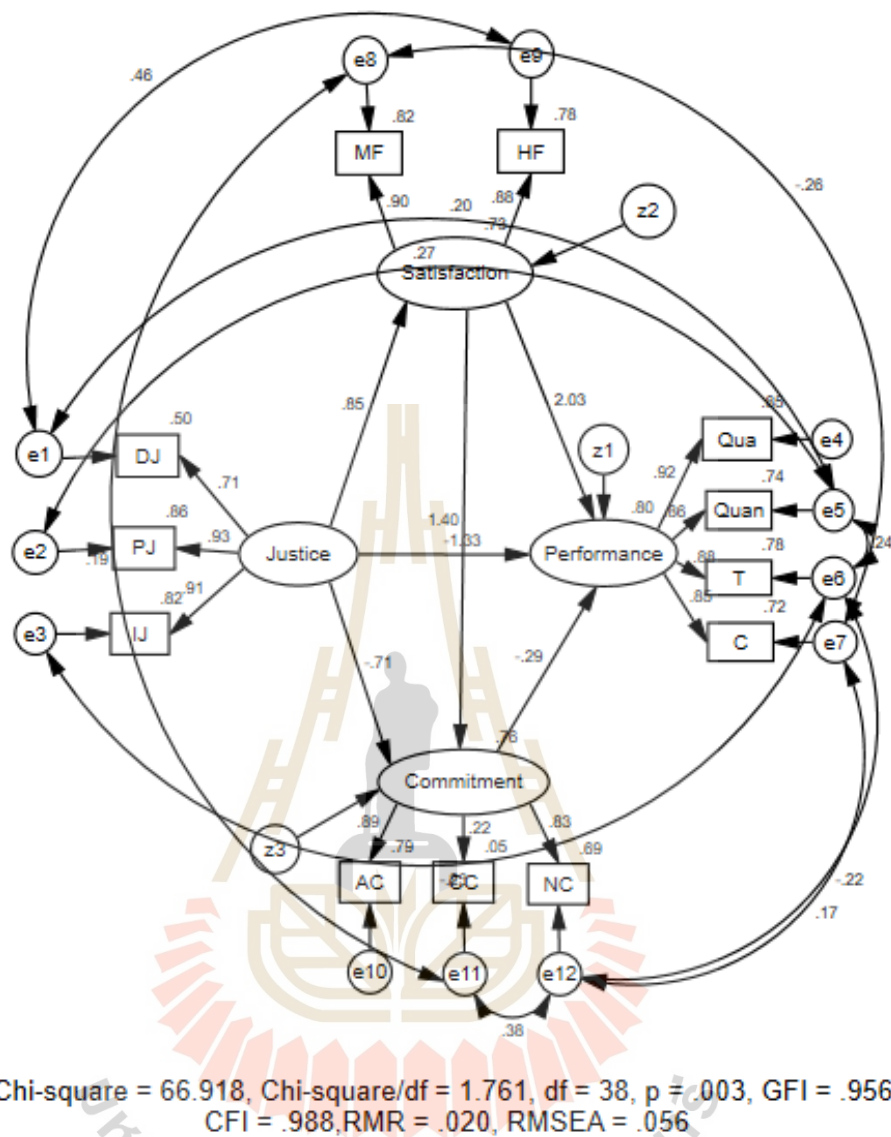 .46
e8
e9
.82
.78
MF
HF
-.26
.90
.88
.20
z2
.73
.27
Satisfaction
.85
2.03
.50
.85
e1
DJ
z1
Qua
e4
.71
.92
.74
.86
.80
.86
Quan
e5
1.40
-1.33
e2
PJ
.93
Justice
Performance
.78
.24
.19
.88
T
e6
.82
.91
.85
.72
e3
IJ
C
e7
-.71
-.29
.76
Commitment
z3
.89
.22
.83
.79
.05
.69
AC
CC
NC
-.22
.17
e10
e11
e12
.38
Chi-square = 66.918, Chi-square/df = 1.761, df = 38, p = .003, GFI = .956
CFI = .988,RMR = .020, RMSEA = .056